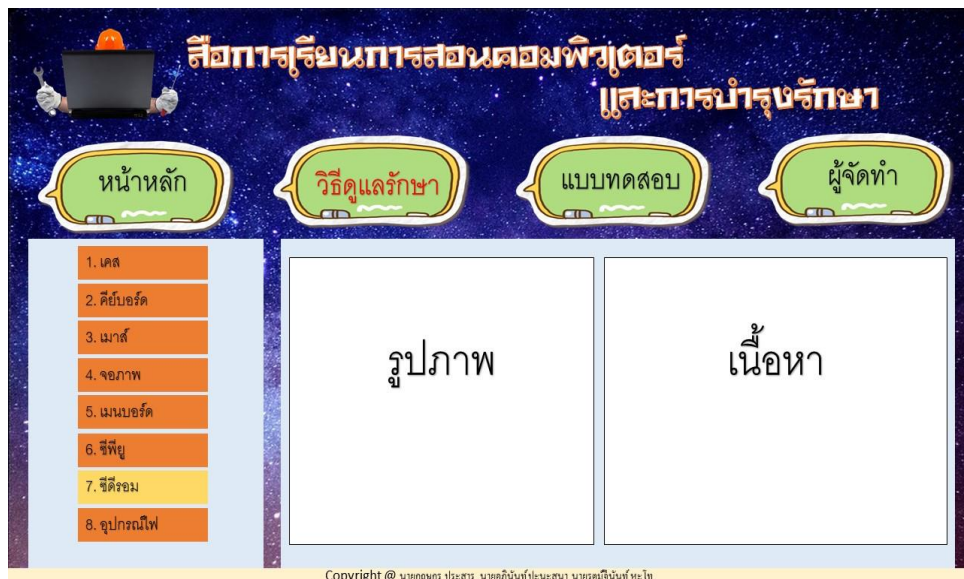 สื่อการเรียนการสอนคอมพิวเตอร์
และการบำรุงรักษา
หน้าหลัก
วิธีดูแลรักษา
แบบทดสอบ
ผู้จัดทำ
1. เคส
2. คีย์บอร์ด
3. เมาส์
4. จอภาพ
5. เมนบอร์ด
6. ซีพียู
7. ซีดีรอม
8. อุปกรณ์ไฟ
รูปภาพ
เนื้อหา
Copyright @